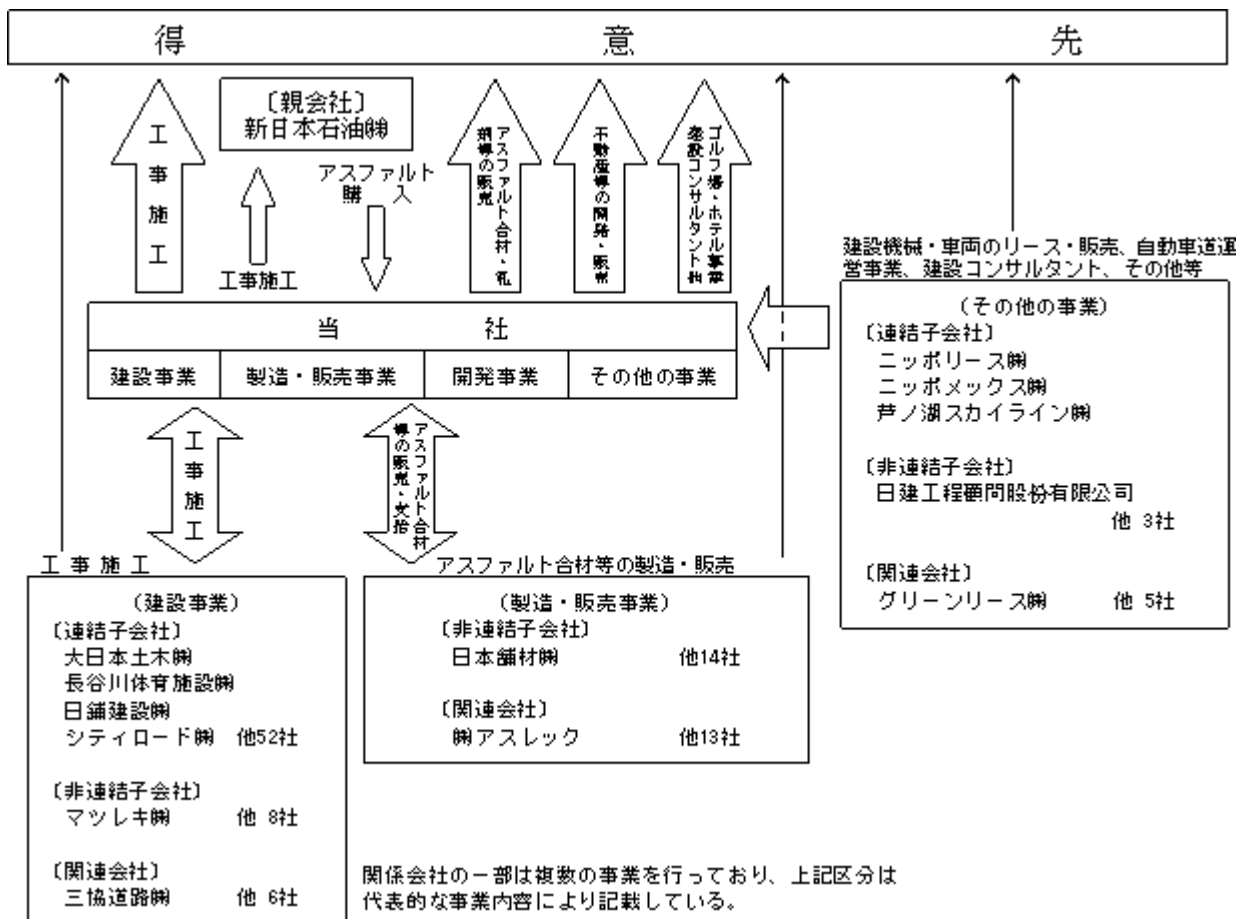 得意先
〔親会社〕
新日本石油㈱
工事施工
工事施工
アスファルト
購入
アスファルト合材・乳
剤等の販売
不動産等の開発・販売
ゴルフ場・ホテル事業
建設コンサルタント他
建設機械・車両のリース・販売、自動車道運
営事業、建設コンサルタント、その他等
当社
建設事業
製造・販売事業
開発事業
その他の事業
(その他の事業)
〔連結子会社〕
ニッポリース㈱
ニッポメックス㈱
芦ノ湖スカイライン㈱
〔非連結子会社〕
日建工程顧問股份有限公司
他 3社
〔関連会社〕
グリーンリース㈱ 他 5社
工事施工
アスファルト合材
等の販売・支給
工事施工
(建設事業)
〔連結子会社〕
大日本土木㈱
長谷川体育施設㈱
日舗建設㈱
シティロード㈱ 他52社
〔非連結子会社〕
マツレキ㈱ 他 8社
〔関連会社〕
三協道路㈱ 他 6社
アスファルト合材等の製造・販売
(製造・販売事業)
〔非連結子会社〕
日本舗材㈱ 他14社
〔関連会社〕
㈱アスレック 他13社
関係会社の一部は複数の事業を行っており、上記区分は
代表的な事業内容により記載している。